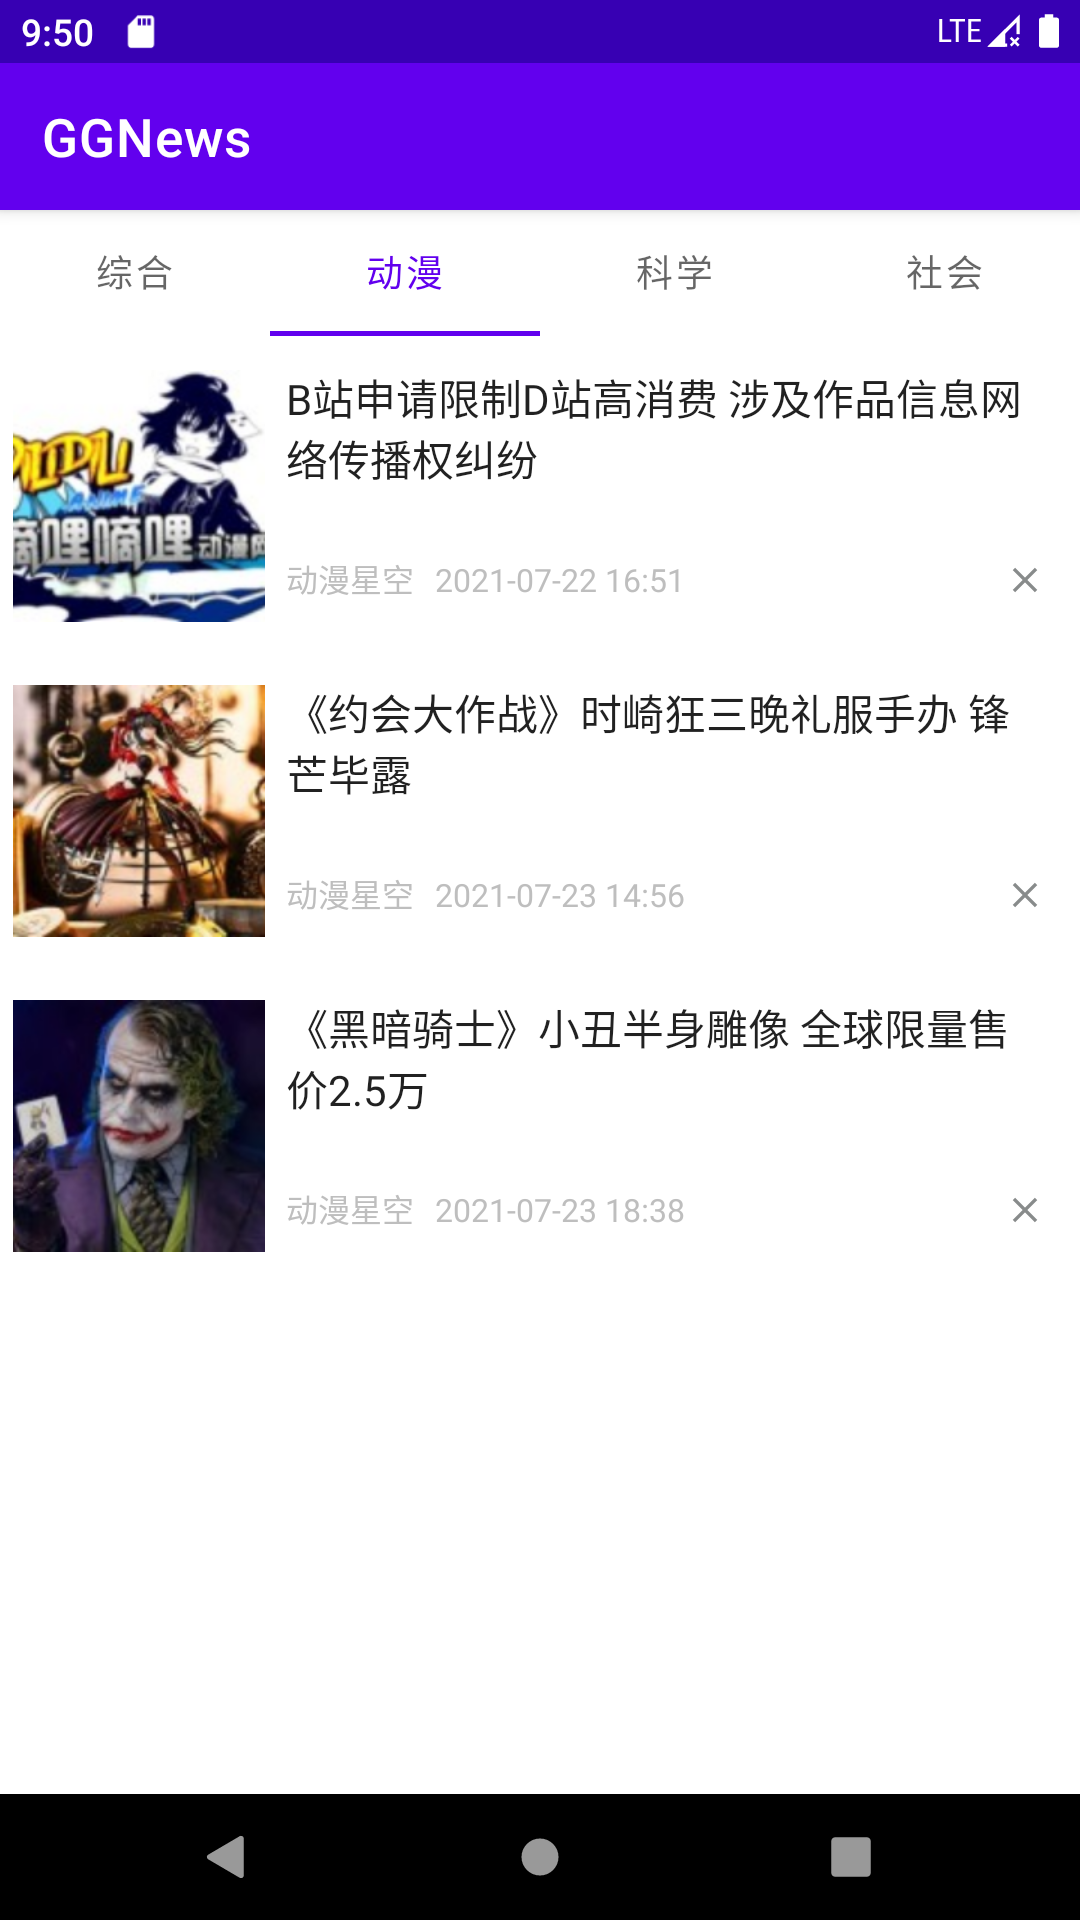 9:50 LTE
GGNews
综合 动漫 科学 社会
B站申请限制D站高消费 涉及作品信息网
络传播权纠纷
动漫星空 2021-07-22 16:51
ANIME
嘀哩嘀哩动漫网
《约会大作战》时崎狂三晚礼服手办 锋
芒毕露
动漫星空 2021-07-23 14:56
《黑暗骑士》小丑半身雕像 全球限量售
价2.5万
动漫星空 2021-07-23 18:38